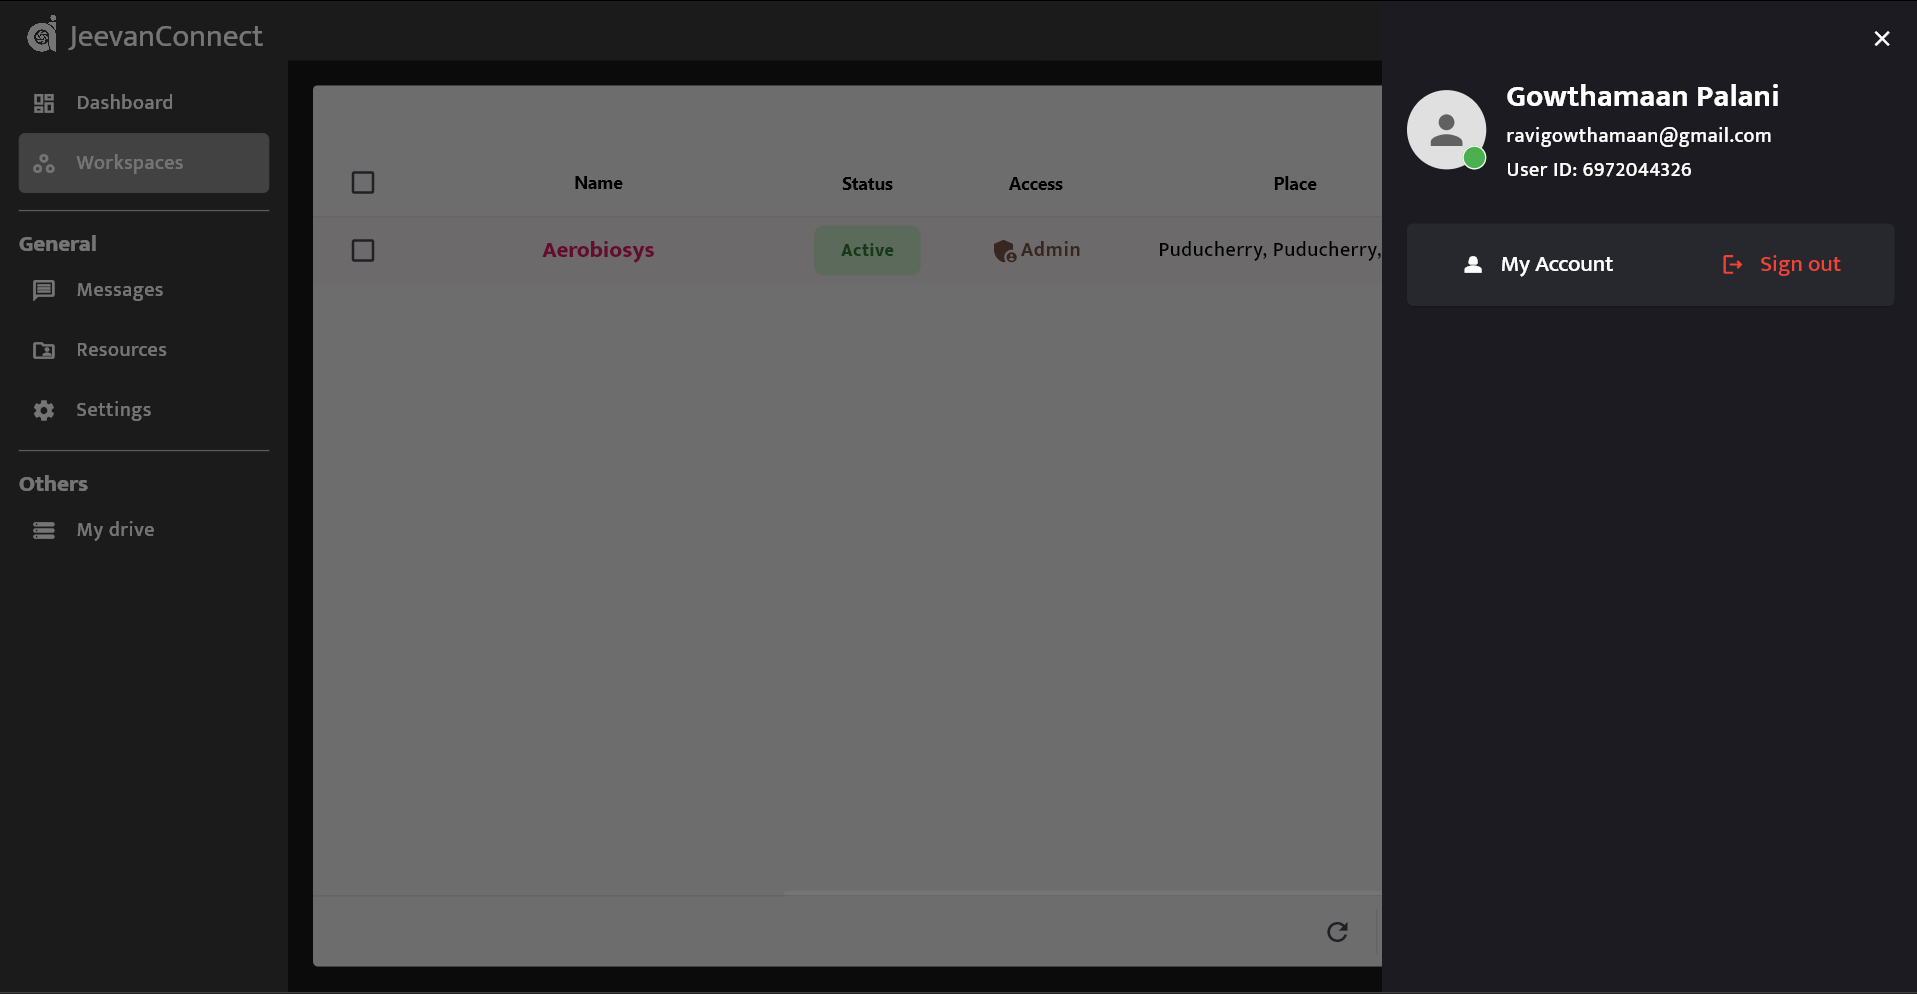 JeevanConnect
Dashboard
Workspaces
General
Messages
Resources
Settings
Others
My drive
Name Status Access Place
Aerobiosys Active Admin Puducherry, Puducherry,
Gowthamaan Palani
ravigowthamaan@gmail.com
User ID: 6972044326
My Account Sign out